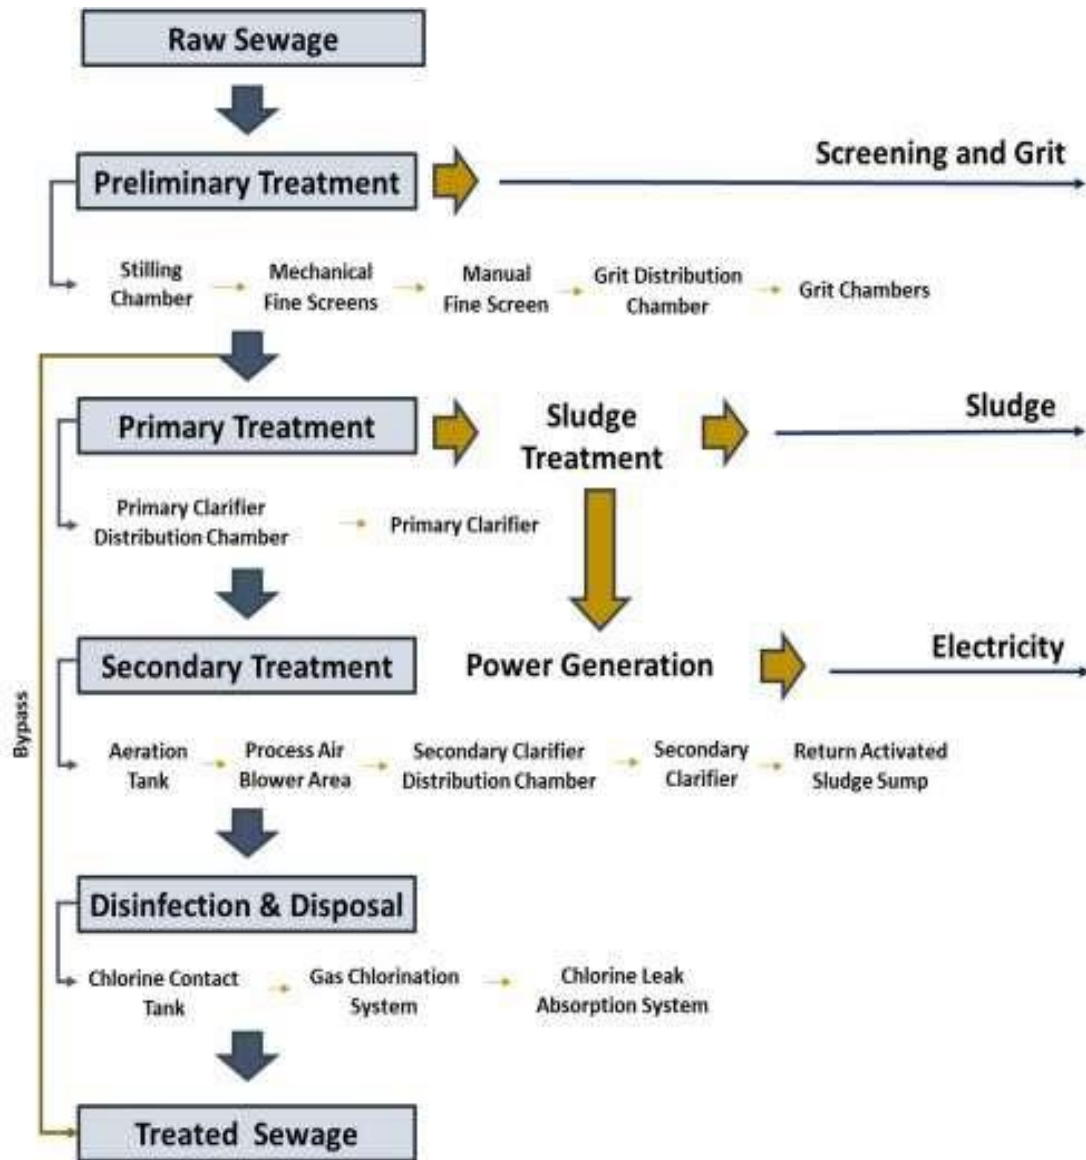 Raw Sewage
Preliminary Treatment
Screening and Grit
Stilling
Chamber
Mechanical
Fine Screens
Manual
Fine Screen
Grit Distribution
Chamber
Grit Chambers
Primary Treatment
Sludge
Treatment
Sludge
Primary Clarifier
Distribution Chamber
Primary Clarifier
Secondary Treatment
Power Generation
Electricity
Bypass
Aeration
Tank
Process Air
Blower Area
Secondary Clarifier
Distribution Chamber
Secondary
Clarifier
Return Activated
Sludge Sump
Disinfection & Disposal
Chlorine Contact
Tank
Gas Chlorination
System
Chlorine Leak
Absorption System
Treated Sewage